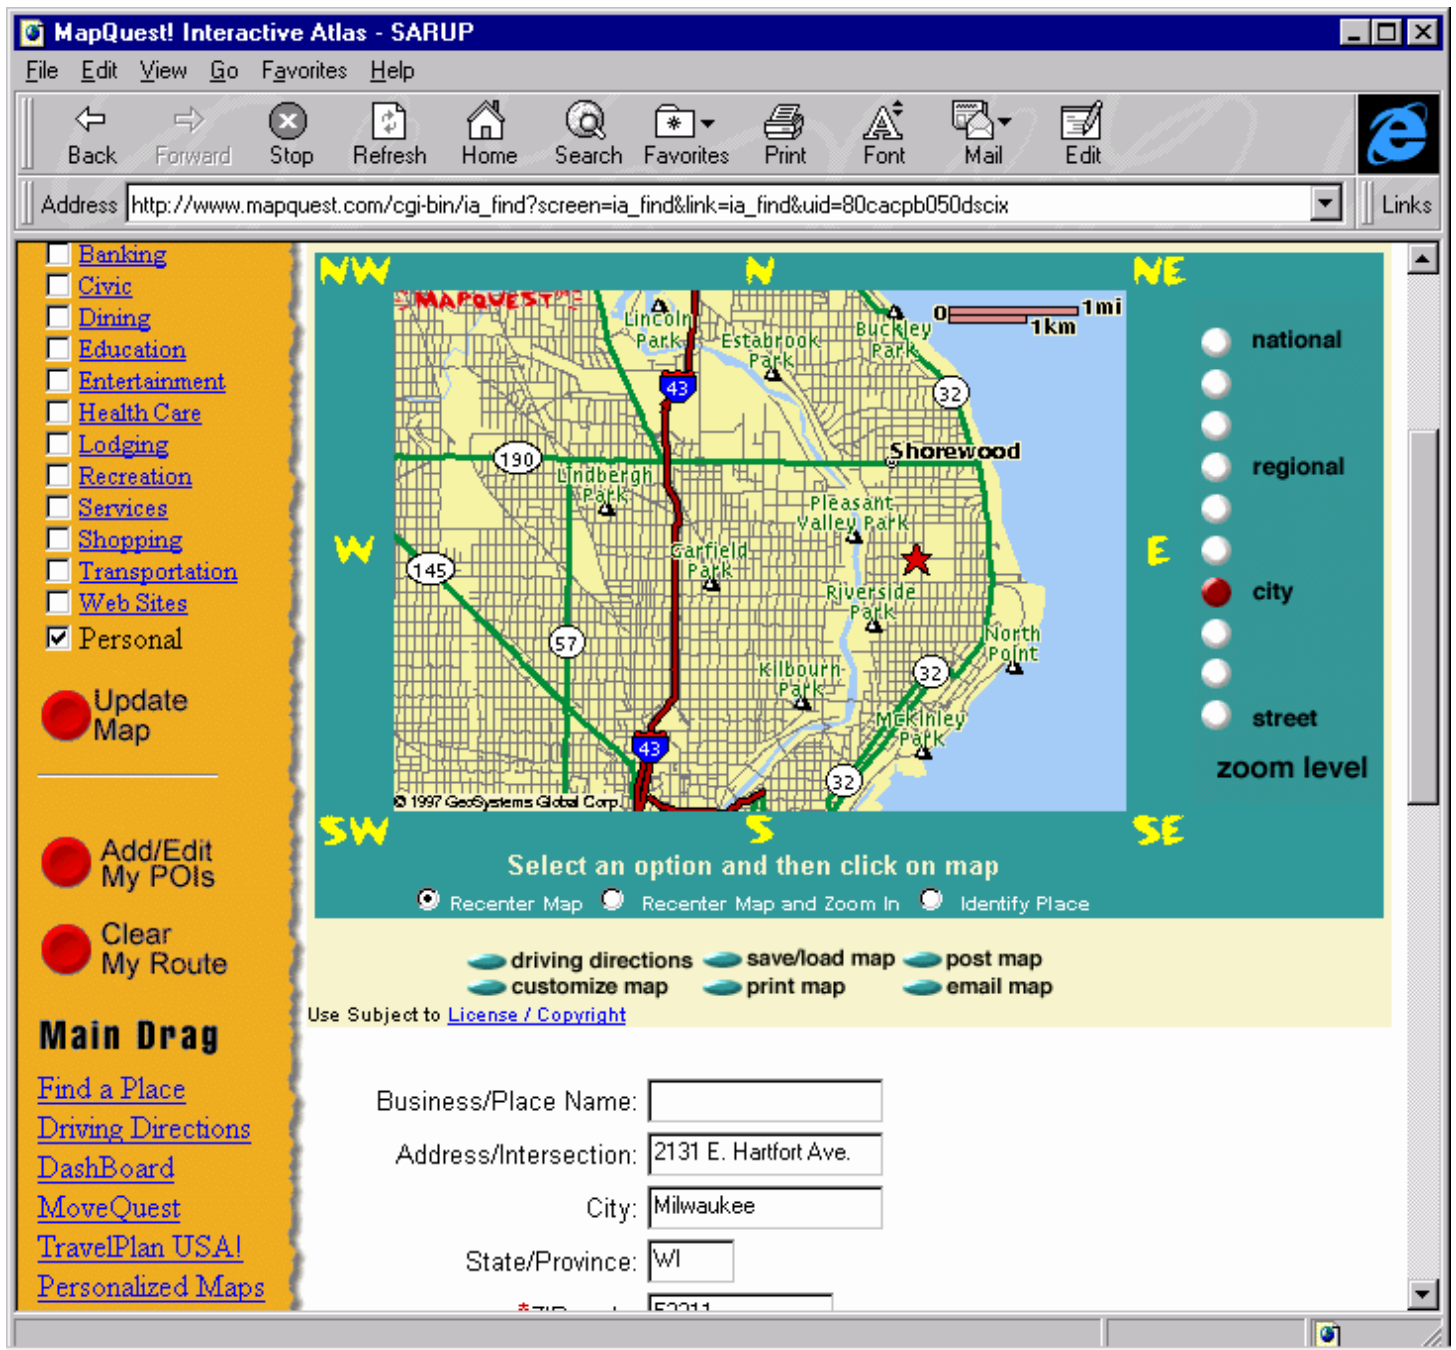 MapQuest! Interactive Atlas - SARUP
File Edit View Go Favorites Help
Back Forward Stop Refresh Home Search Favorites Print Font Mail Edit
Address http://www.mapquest.com/cgi-bin/ia_find?screen=ia_find&link=ia_find&uid=80cacpb050dscix Links
Banking
Civic
Dining
Education
Entertainment
Health Care
Lodging
Recreation
Services
Shopping
Transportation
Web Sites
Personal
Update
Map
Add/Edit
My POIs
Clear
My Route
Main Drag
Find a Place
Driving Directions
DashBoard
MoveQuest
TravelPlan USA!
Personalized Maps
NW N NE
MAPQUEST
0 1mi
1km
Lincoln
Park
Estabrook
Park
Buckley
Park
43
32
Shorewood
190
Lindbergh
Park
Pleasant
Valley Park
W
E
145
Garfield
Park
Riverside
Park
57
North
Point
32
Kilbourn
Park
McKinley
Park
43
32
© 1997 GeoSystems Global Corp.
SW S SE
national
regional
city
street
zoom level
Select an option and then click on map
Recenter Map Recenter Map and Zoom In Identify Place
driving directions save/load map post map
customize map print map email map
Use Subject to License / Copyright
Business/Place Name:
Address/Intersection: 2131 E. Hartfort Ave.
City: Milwaukee
State/Province: WI